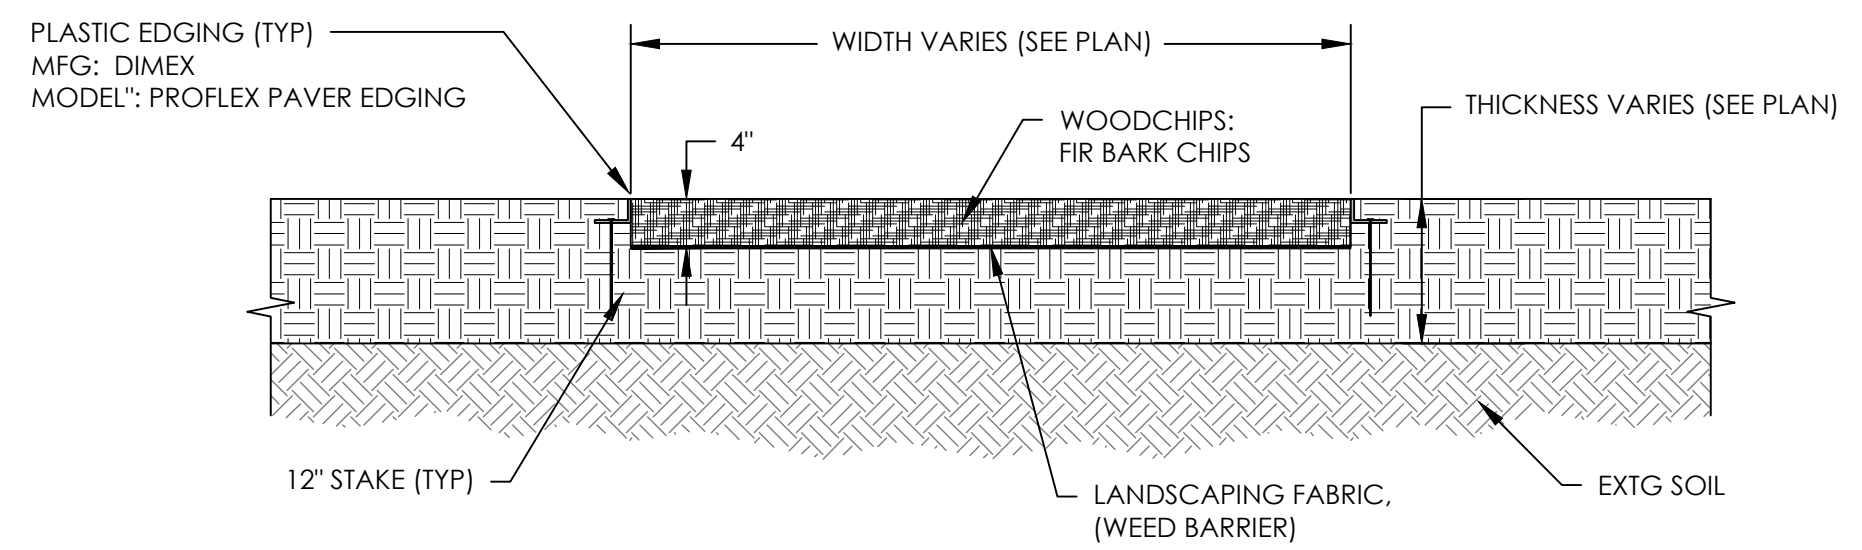 PLASTIC EDGING (TYP)
MFG: DIMEX
MODEL": PROFLEX PAVER EDGING
WIDTH VARIES (SEE PLAN)
4"
WOODCHIPS:
FIR BARK CHIPS
THICKNESS VARIES (SEE PLAN)
12" STAKE (TYP)
LANDSCAPING FABRIC,
(WEED BARRIER)
EXTG SOIL